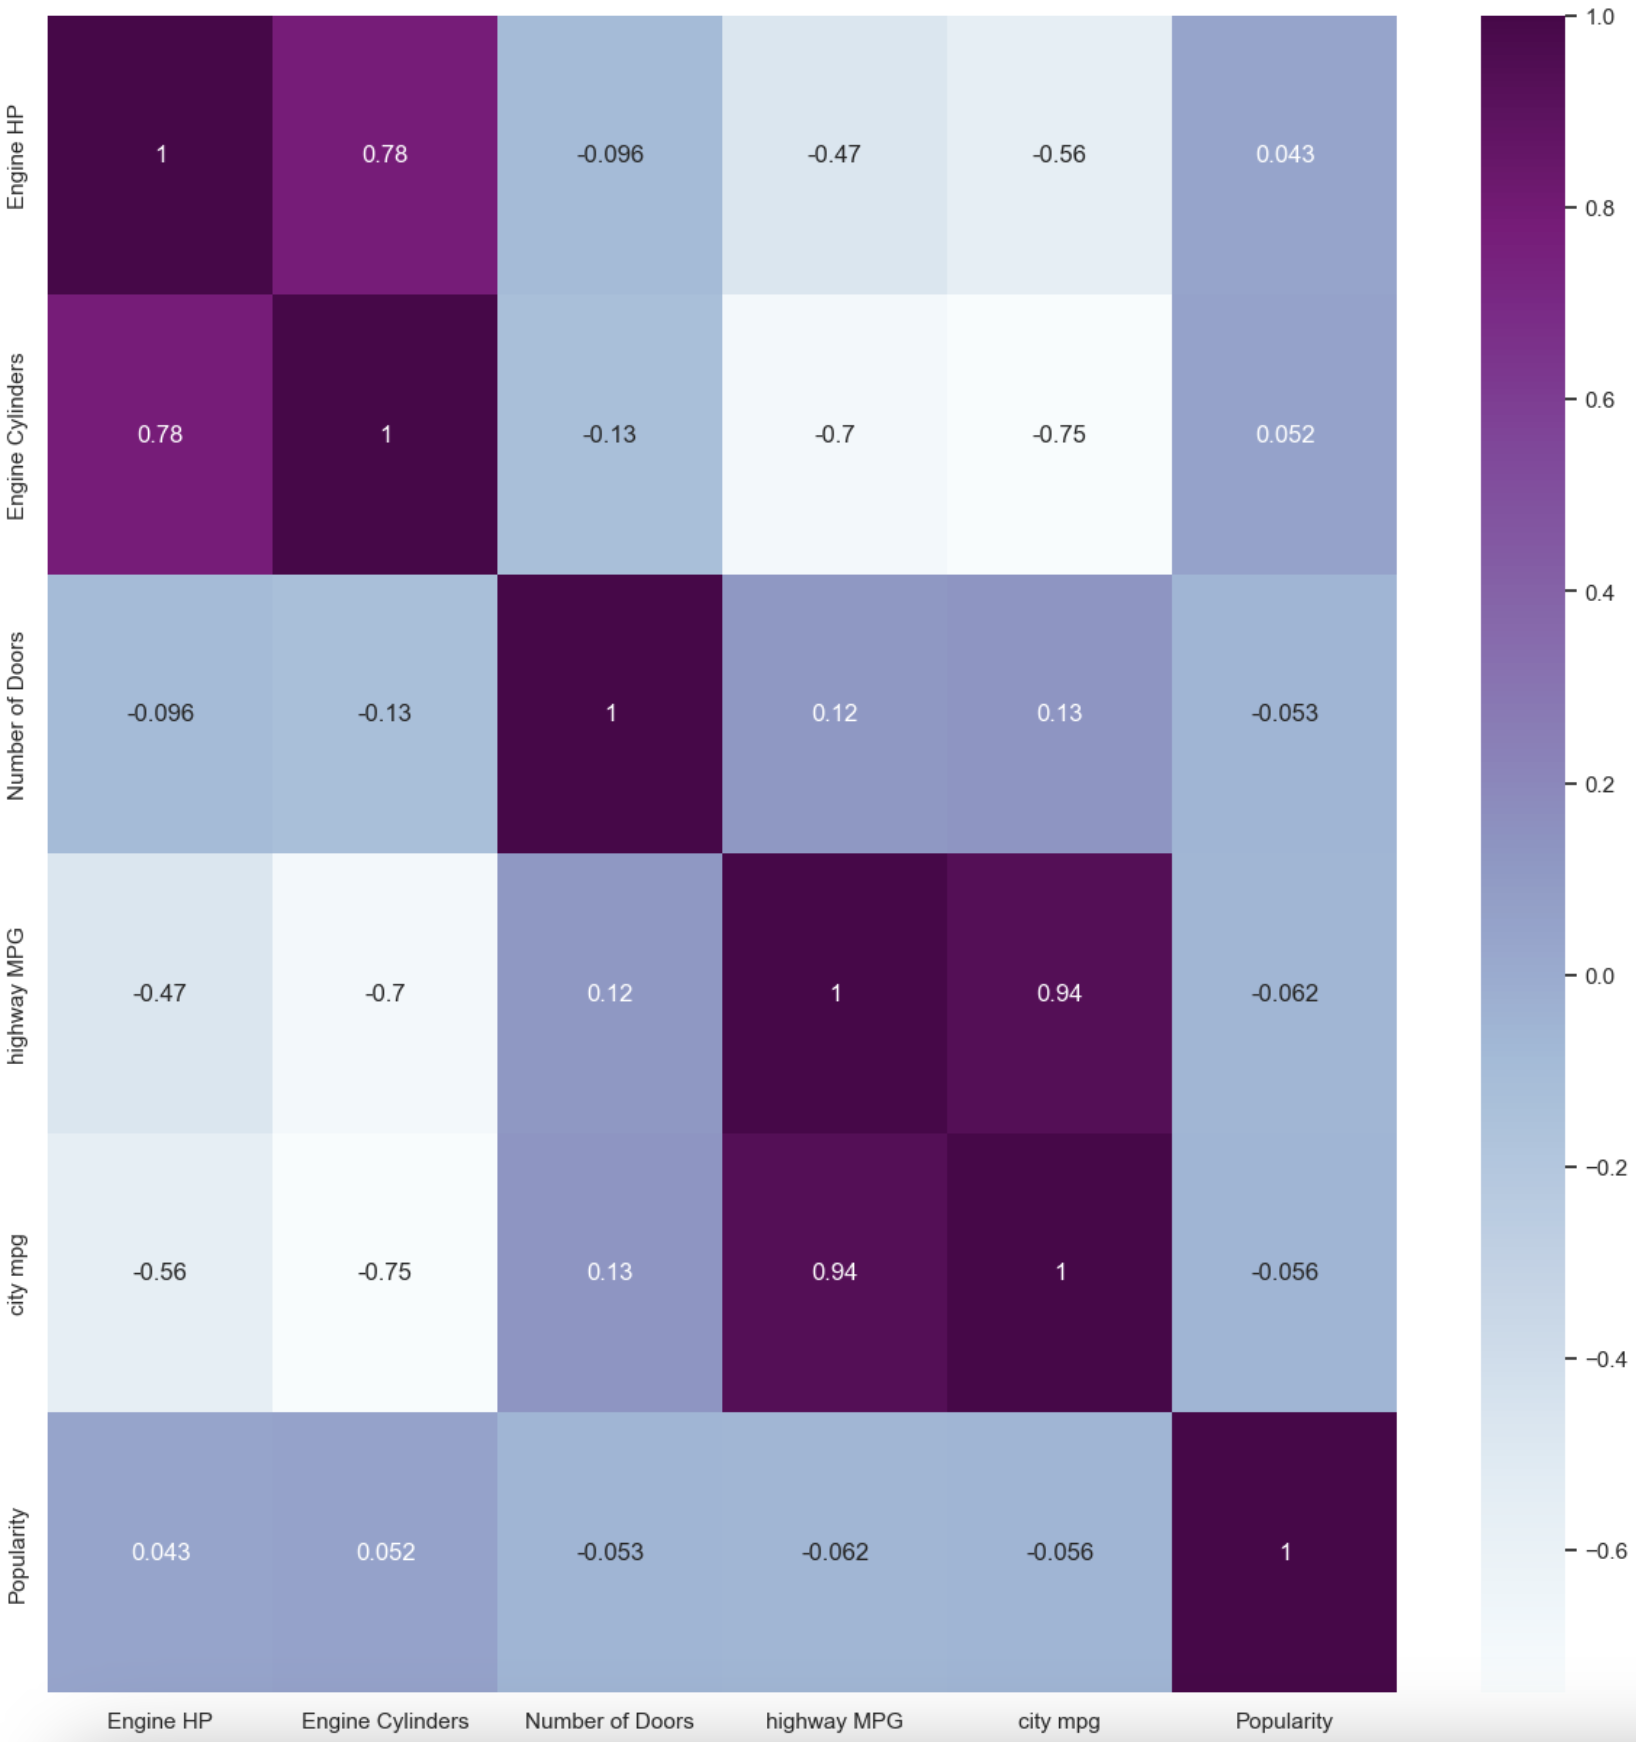 Engine HP
1 0.78 -0.096 -0.47 -0.56 0.043
Engine Cylinders
0.78 1 -0.13 -0.7 -0.75 0.052
Number of Doors
-0.096 -0.13 1 0.12 0.13 -0.053
highway MPG
-0.47 -0.7 0.12 1 0.94 -0.062
city mpg
-0.56 -0.75 0.13 0.94 1 -0.056
Popularity
0.043 0.052 -0.053 -0.062 -0.056 1
Engine HP Engine Cylinders Number of Doors highway MPG city mpg Popularity
1.0
0.8
0.6
0.4
0.2
0.0
−0.2
−0.4
−0.6